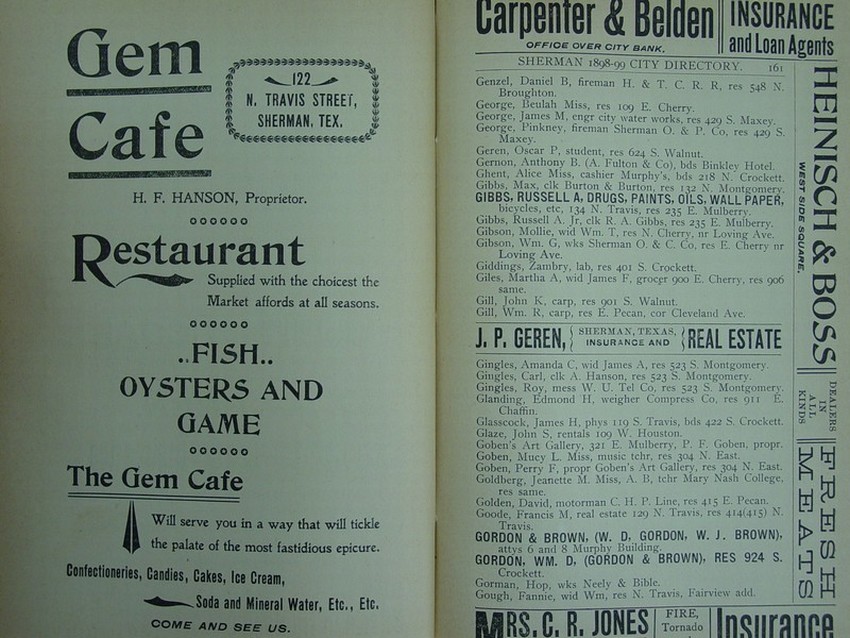 Gem
Cafe
122
N. TRAVIS STREET,
SHERMAN, TEX.
H. F. HANSON, Proprietor.
Restaurant
Supplied with the choicest the
Market affords at all seasons.
..FISH..
OYSTERS AND
GAME
The Gem Cafe
Will serve you in a way that will tickle
the palate of the most fastidious epicure.
Confectioneries, Candies, Cakes, Ice Cream,
Soda and Mineral Water, Etc., Etc.
COME AND SEE US.
Carpenter & Belden
OFFICE OVER CITY BANK.
INSURANCE
and Loan Agents
SHERMAN 1898-99 CITY DIRECTORY. 161
Genzel, Daniel B, fireman H. & T. C. R. R, res 548 N.
Broughton.
George, Beulah Miss, res 109 E. Cherry.
George, James M, engr city water works, res 429 S. Maxey.
George, Pinkney, fireman Sherman O. & P. Co, res 429 S.
Maxey.
Geren, Oscar P, student, res 624 S. Walnut.
Gernon, Anthony B. (A. Fulton & Co), bds Binkley Hotel.
Ghent, Alice Miss, cashier Murphy's, bds 218 N. Crockett.
Gibbs, Max, clk Burton & Burton, res 132 N. Montgomery.
GIBBS, RUSSELL A, DRUGS, PAINTS, OILS, WALL PAPER,
bicycles, etc, 134 N. Travis, res 235 E. Mulberry.
Gibbs, Russell A. Jr, clk R. A. Gibbs, res 235 E. Mulberry.
Gibson, Mollie, wid Wm. T, res N. Cherry, nr Loving Ave.
Gibson, Wm. G, wks Sherman O. & C. Co, res E. Cherry nr
Loving Ave.
Giddings, Zambry, lab, res 401 S. Crockett.
Giles, Martha A, wid James F, grocer 900 E. Cherry, res 906
same.
Gill, John K, carp, res 901 S. Walnut.
Gill, Wm. R, carp, res E. Pecan, cor Cleveland Ave.
J. P. GEREN, { SHERMAN, TEXAS, INSURANCE AND { REAL ESTATE
Gingles, Amanda C, wid James A, res 523 S. Montgomery.
Gingles, Carl, clk A. Hanson, res 523 S. Montgomery.
Gingles, Roy, mess W. U. Tel Co, res 523 S. Montgomery.
Glanding, Edmond H, weigher Compress Co, res 911 E.
Chaffin.
Glasscock, James H, phys 119 S. Travis, bds 422 S. Crockett.
Glaze, John S, rentals 109 W. Houston.
Goben's Art Gallery, 321 E. Mulberry, P. F. Goben, propr.
Goben, Mucy L. Miss, music tchr, res 304 N. East.
Goben, Perry F, propr Goben's Art Gallery, res 304 N. East.
Goldberg, Jeanette M. Miss, A. B, tchr Mary Nash College,
res same.
Golden, David, motorman C. H. P. Line, res 415 E. Pecan.
Goode, Francis M, real estate 129 N. Travis, res 414(415) N.
Travis.
GORDON & BROWN, (W. D. GORDON, W. J. BROWN),
attys 6 and 8 Murphy Building.
GORDON, WM. D, (GORDON & BROWN), RES 924 S.
Crockett.
Gorman, Hop, wks Neely & Bible.
Gough, Fannie, wid Wm, res N. Travis, Fairview add.
MRS. C. R. JONES
FIRE,
Tornado
Insurance
HEINISCH & BOSS
WEST SIDE SQUARE.
DEALERS
IN
ALL
KINDS
FRESH
MEATS